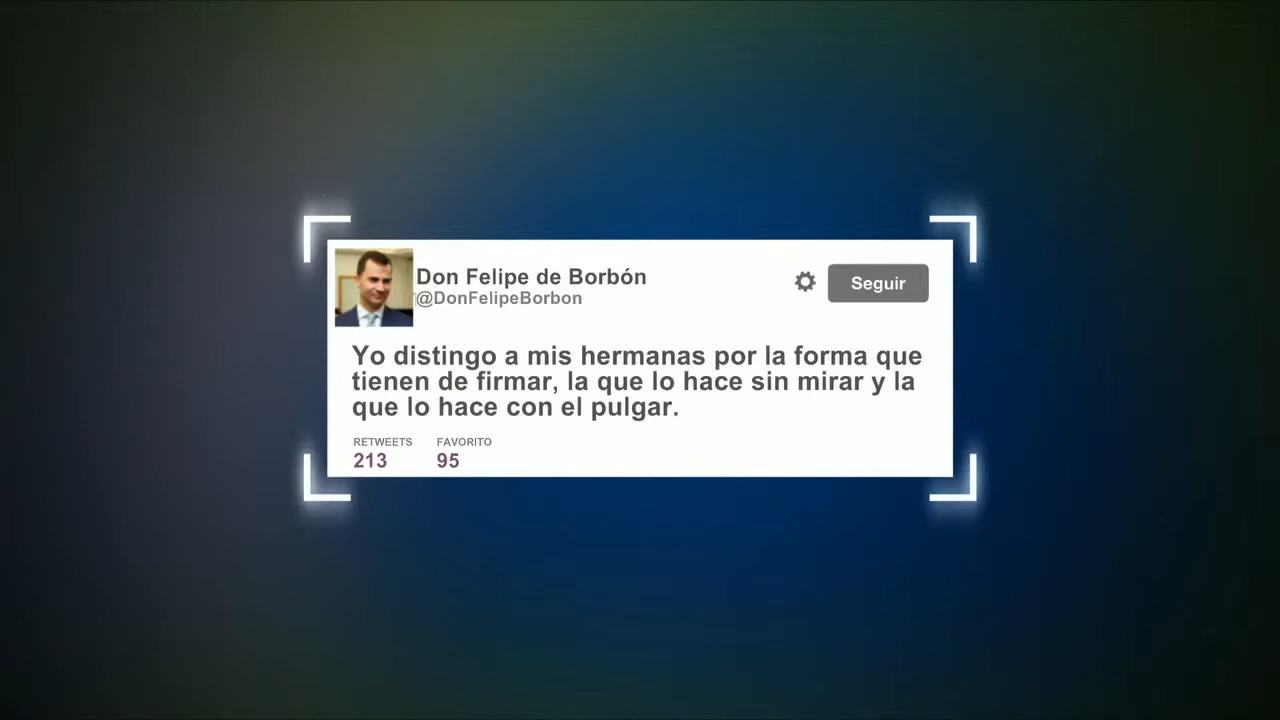 Don Felipe de Borbón
@DonFelipeBorbon
Seguir
Yo distingo a mis hermanas por la forma que
tienen de firmar, la que lo hace sin mirar y la
que lo hace con el pulgar.
RETWEETS FAVORITO
213 95